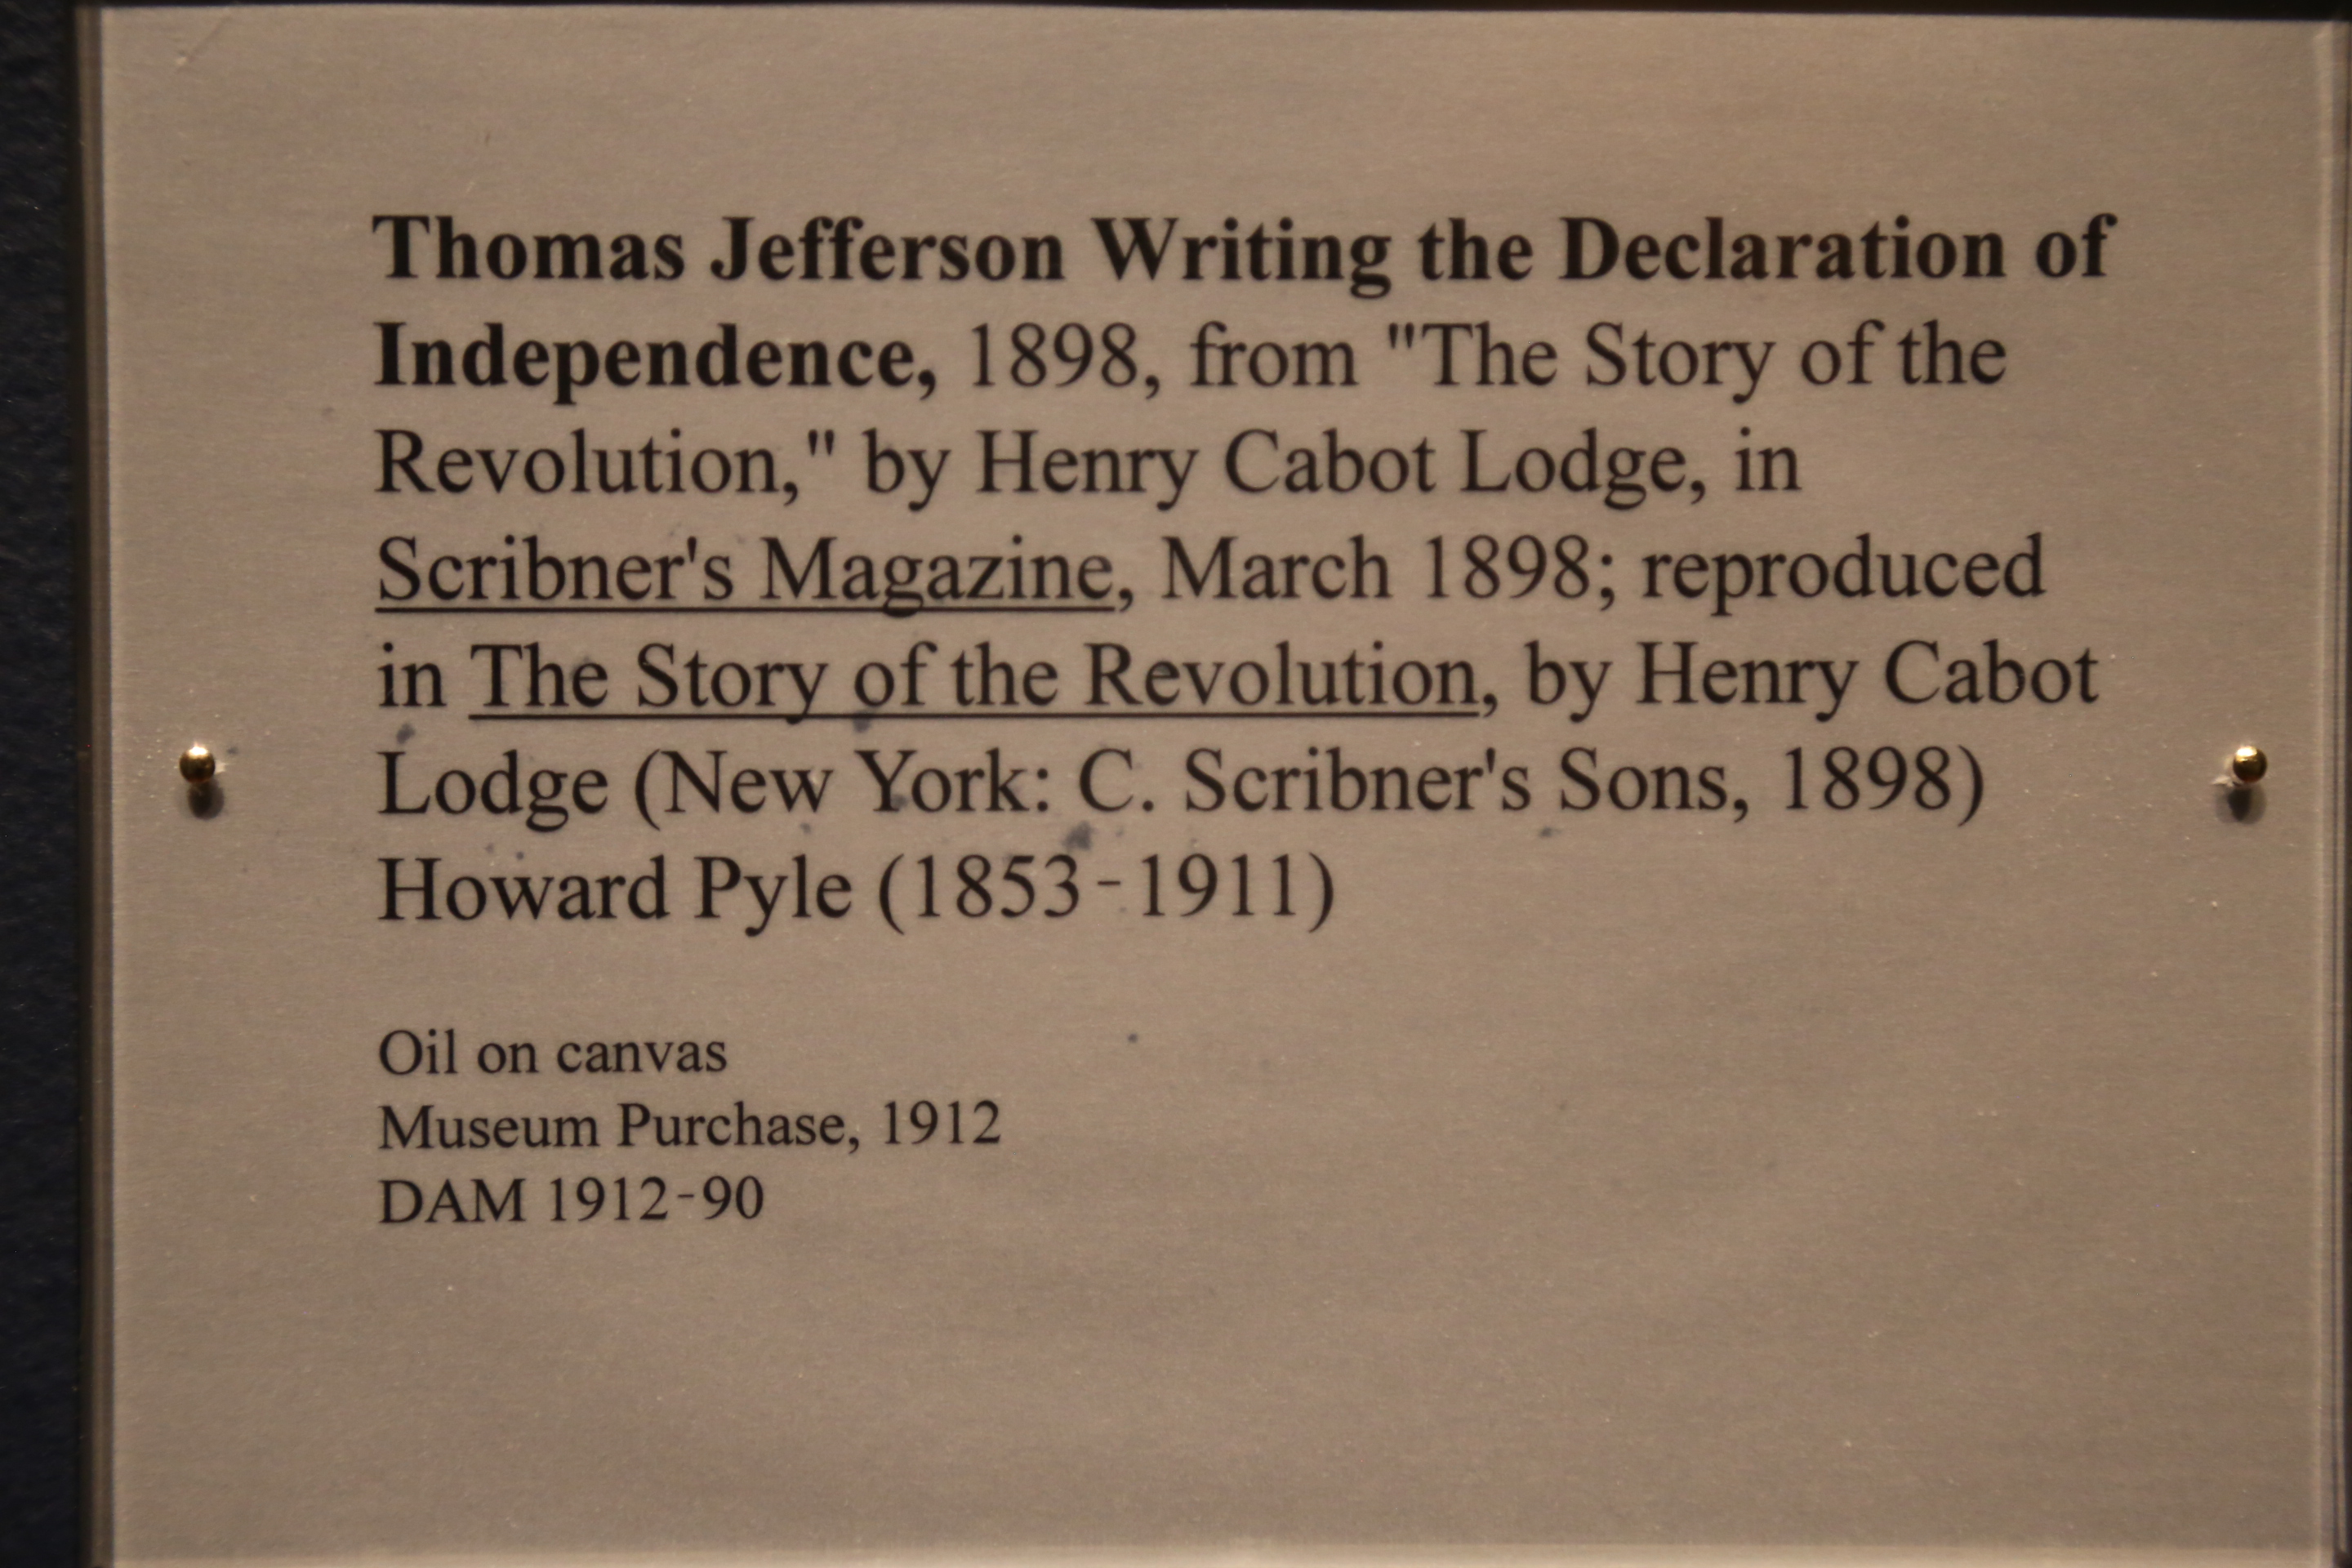 Thomas Jefferson Writing the Declaration of
Independence, 1898, from "The Story of the
Revolution," by Henry Cabot Lodge, in
Scribner's Magazine, March 1898; reproduced
in The Story of the Revolution, by Henry Cabot
Lodge (New York: C. Scribner's Sons, 1898)
Howard Pyle (1853-1911)
Oil on canvas
Museum Purchase, 1912
DAM 1912-90